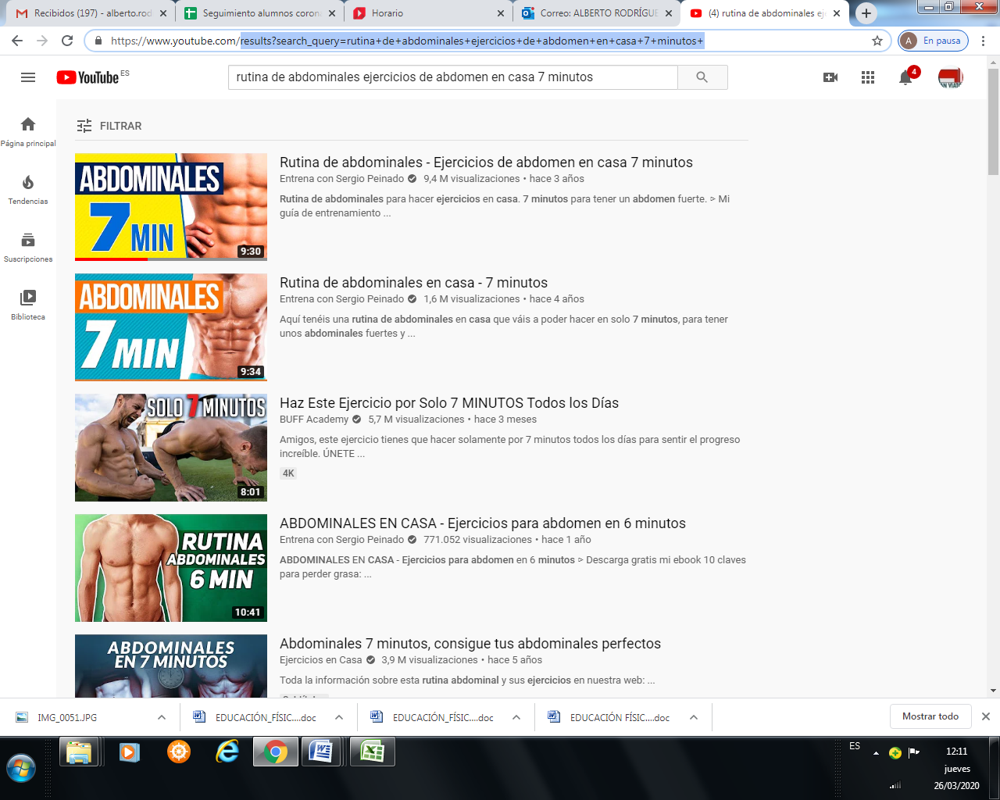 Recibidos (197) - alberto.rod
Seguimiento alumnos corona
Horario
Correo: ALBERTO RODRÍGUE
(4) rutina de abdominales eje
https://www.youtube.com/results?search_query=rutina+de+abdominales+ejercicios+de+abdomen+en+casa+7+minutos+
A
En pausa
YouTube ES
rutina de abdominales ejercicios de abdomen en casa 7 minutos
4
AN VIATO
Página principal
Tendencias
Suscripciones
Biblioteca
FILTRAR
ABDOMINALES
7 MIN
9:30
Rutina de abdominales - Ejercicios de abdomen en casa 7 minutos
Entrena con Sergio Peinado 9,4 M visualizaciones • hace 3 años
Rutina de abdominales para hacer ejercicios en casa. 7 minutos para tener un abdomen fuerte. > Mi
guía de entrenamiento ...
ABDOMINALES
7 MIN
9:34
Rutina de abdominales en casa - 7 minutos
Entrena con Sergio Peinado 1,6 M visualizaciones • hace 4 años
Aquí tenéis una rutina de abdominales en casa que váis a poder hacer en solo 7 minutos, para tener
unos abdominales fuertes y ...
SOLO 7 MINUTOS
8:01
Haz Este Ejercicio por Solo 7 MINUTOS Todos los Días
BUFF Academy 5,7 M visualizaciones • hace 3 meses
Amigos, este ejercicio tienes que hacer solamente por 7 minutos todos los días para sentir el progreso
increíble. ÚNETE ...
4K
RUTINA
ABDOMINALES
6 MIN
10:41
ABDOMINALES EN CASA - Ejercicios para abdomen en 6 minutos
Entrena con Sergio Peinado 771.052 visualizaciones • hace 1 año
ABDOMINALES EN CASA - Ejercicios para abdomen en 6 minutos > Descarga gratis mi ebook 10 claves
para perder grasa: ...
ABDOMINALES
EN 7 MINUTOS
Abdominales 7 minutos, consigue tus abdominales perfectos
Ejercicios en Casa 3,9 M visualizaciones • hace 5 años
Toda la información sobre esta rutina abdominal y sus ejercicios en nuestra web: ...
IMG_0051.JPG
EDUCACIÓN_FÍSIC....doc
EDUCACIÓN_FÍSIC....doc
EDUCACIÓN FÍSIC....doc
Mostrar todo
ES
12:11
jueves
26/03/2020